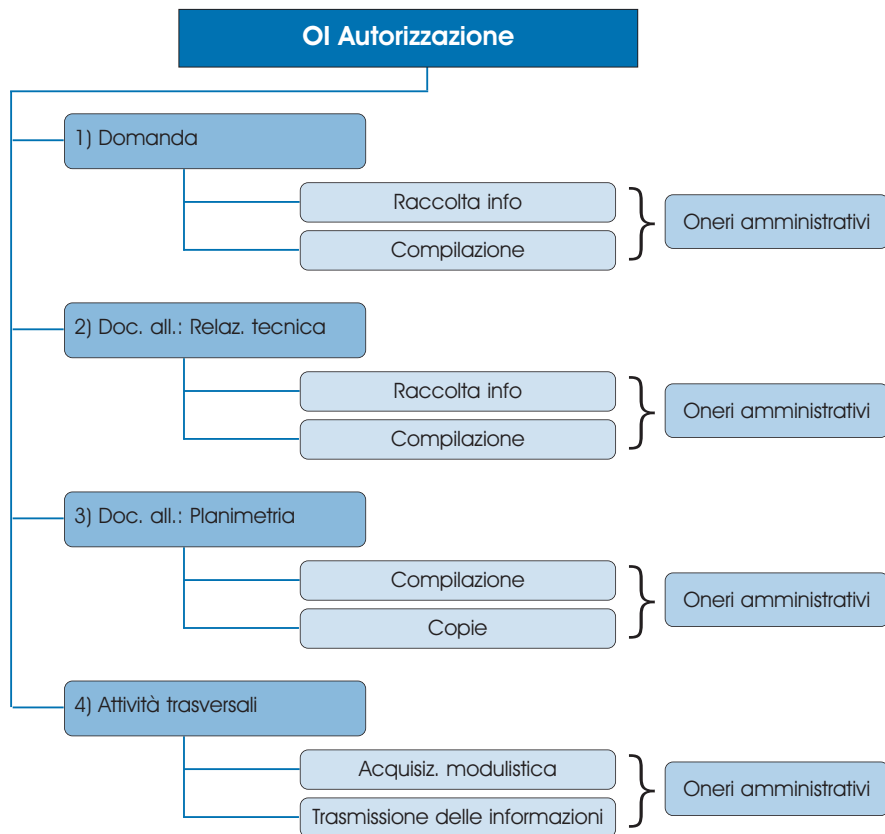 OI Autorizzazione
1) Domanda
Raccolta info
Compilazione
Oneri amministrativi
2) Doc. all.: Relaz. tecnica
Raccolta info
Compilazione
Oneri amministrativi
3) Doc. all.: Planimetria
Compilazione
Copie
Oneri amministrativi
4) Attività trasversali
Acquisiz. modulistica
Trasmissione delle informazioni
Oneri amministrativi